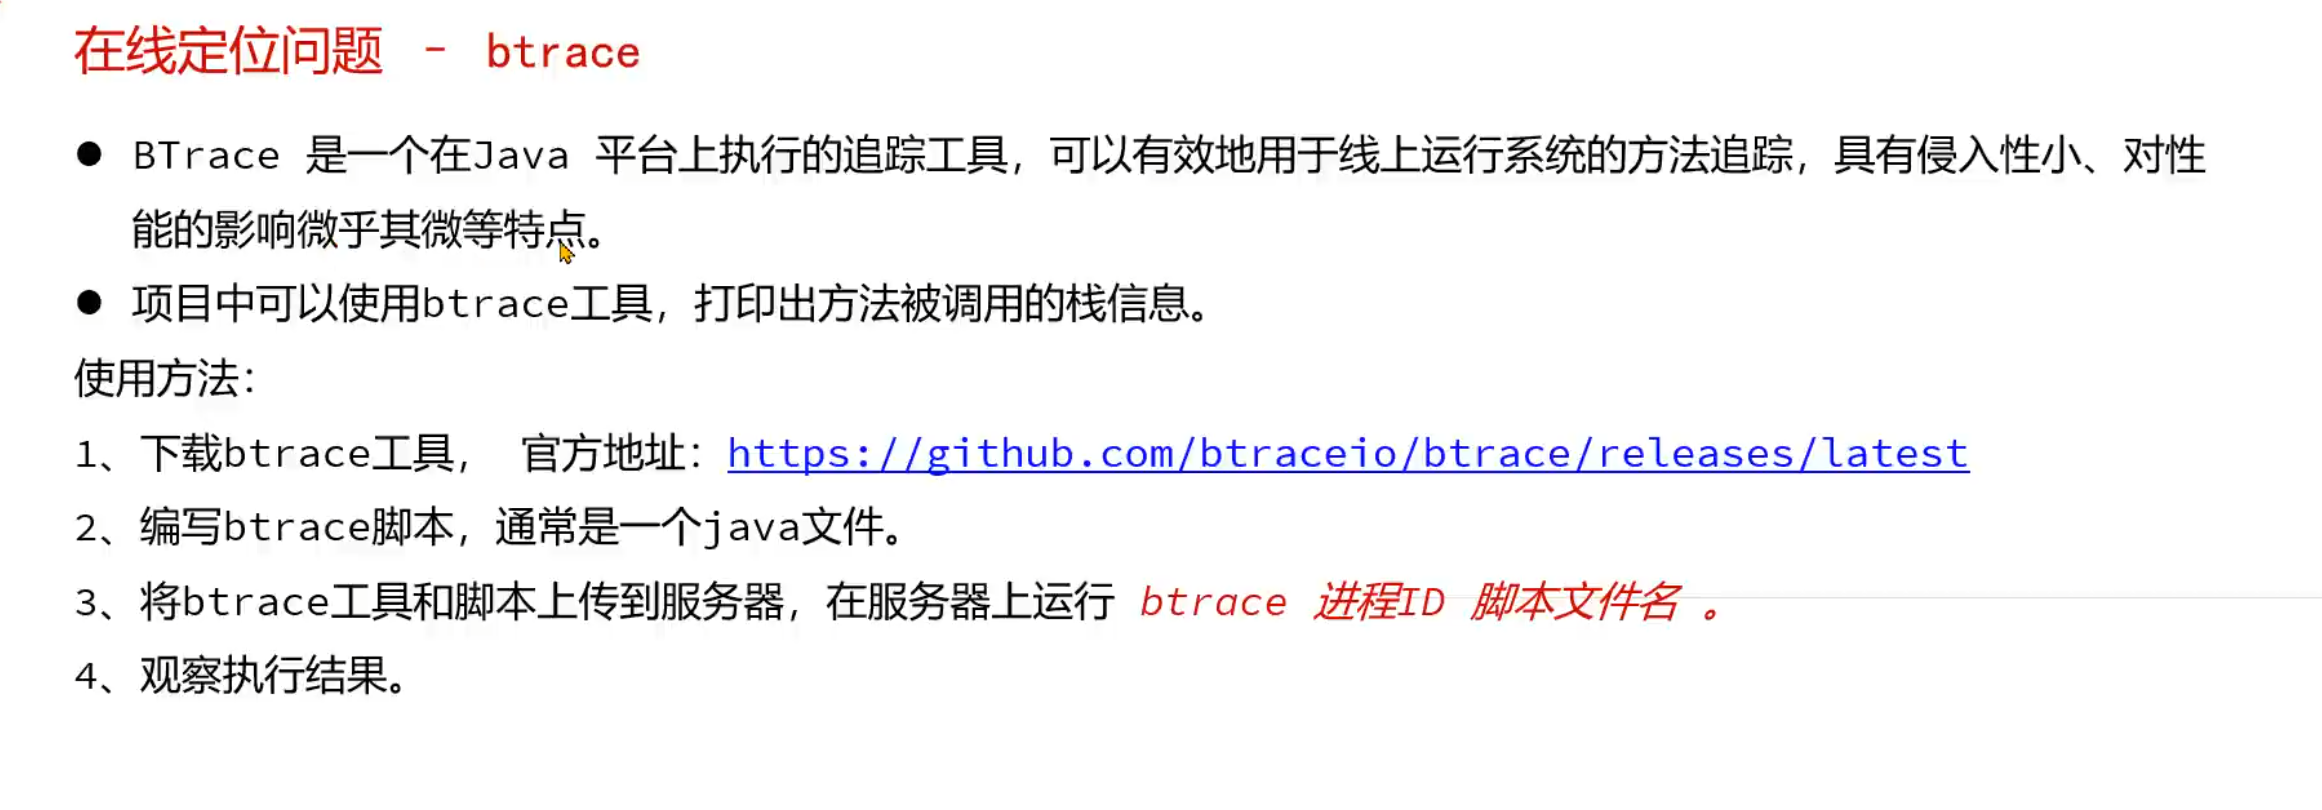 在线定位问题 - btrace
● BTrace 是一个在Java 平台上执行的追踪工具，可以有效地用于线上运行系统的方法追踪，具有侵入性小、对性
能的影响微乎其微等特点。
● 项目中可以使用btrace工具，打印出方法被调用的栈信息。
使用方法：
1、下载btrace工具， 官方地址：https://github.com/btraceio/btrace/releases/latest
2、编写btrace脚本，通常是一个java文件。
3、将btrace工具和脚本上传到服务器，在服务器上运行 btrace 进程ID 脚本文件名 。
4、观察执行结果。